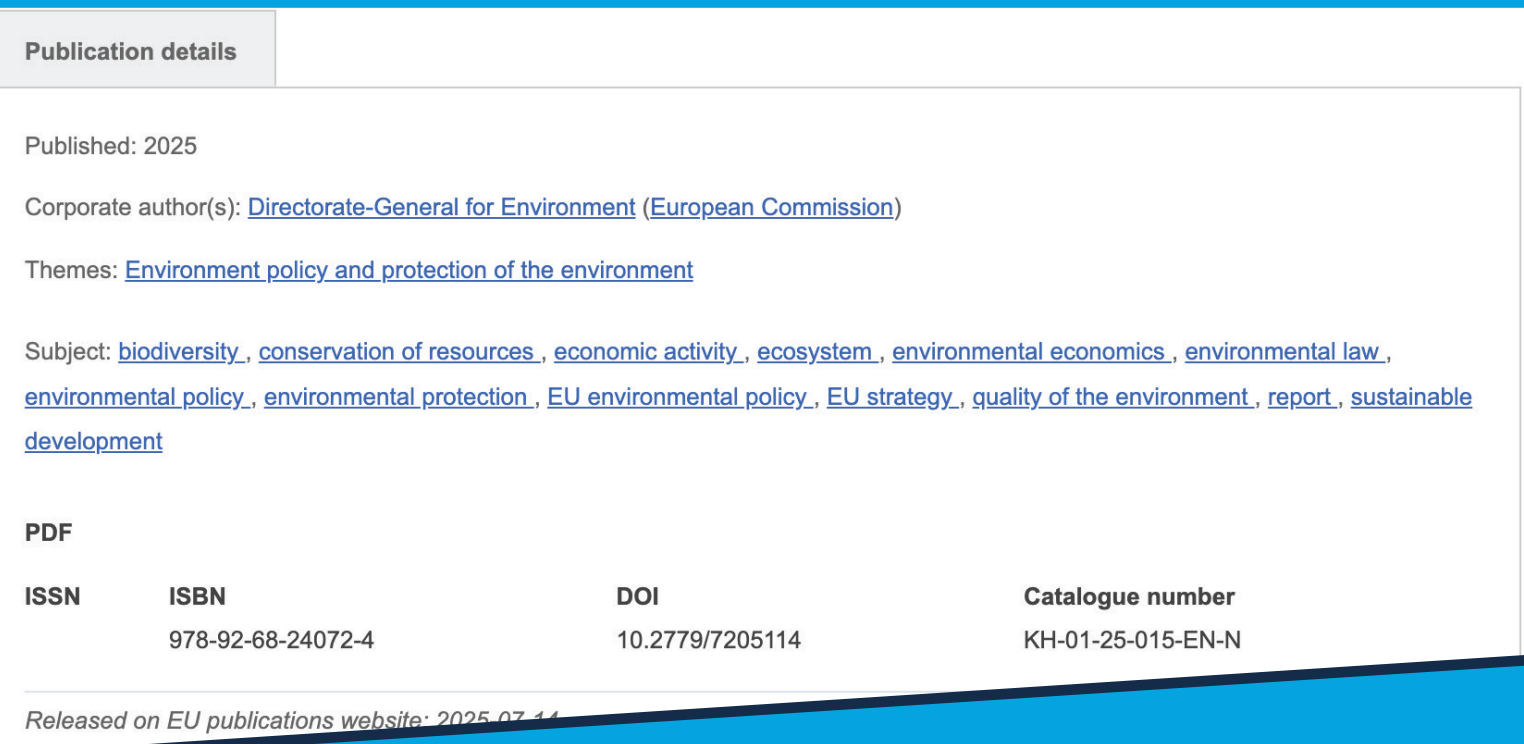 Publication details
Published: 2025
Corporate author(s): Directorate-General for Environment (European Commission)
Themes: Environment policy and protection of the environment
Subject: biodiversity , conservation of resources , economic activity , ecosystem , environmental economics , environmental law ,
environmental policy , environmental protection , EU environmental policy , EU strategy , quality of the environment , report , sustainable
development
PDF
ISSN ISBN DOI Catalogue number
978-92-68-24072-4 10.2779/7205114 KH-01-25-015-EN-N
Released on EU publications website: 2025-07-14